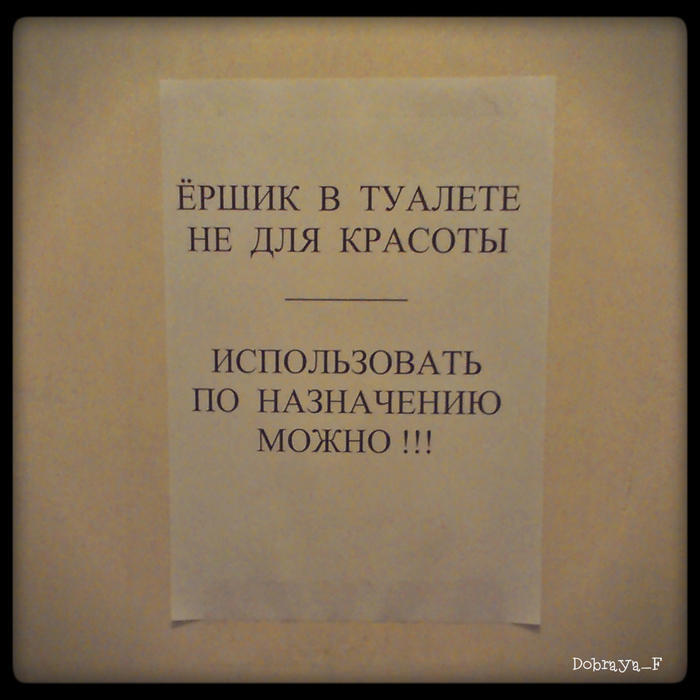 ЁРШИК В ТУАЛЕТЕ
НЕ ДЛЯ КРАСОТЫ
ИСПОЛЬЗОВАТЬ
ПО НАЗНАЧЕНИЮ
МОЖНО !!!
Dobraya_F